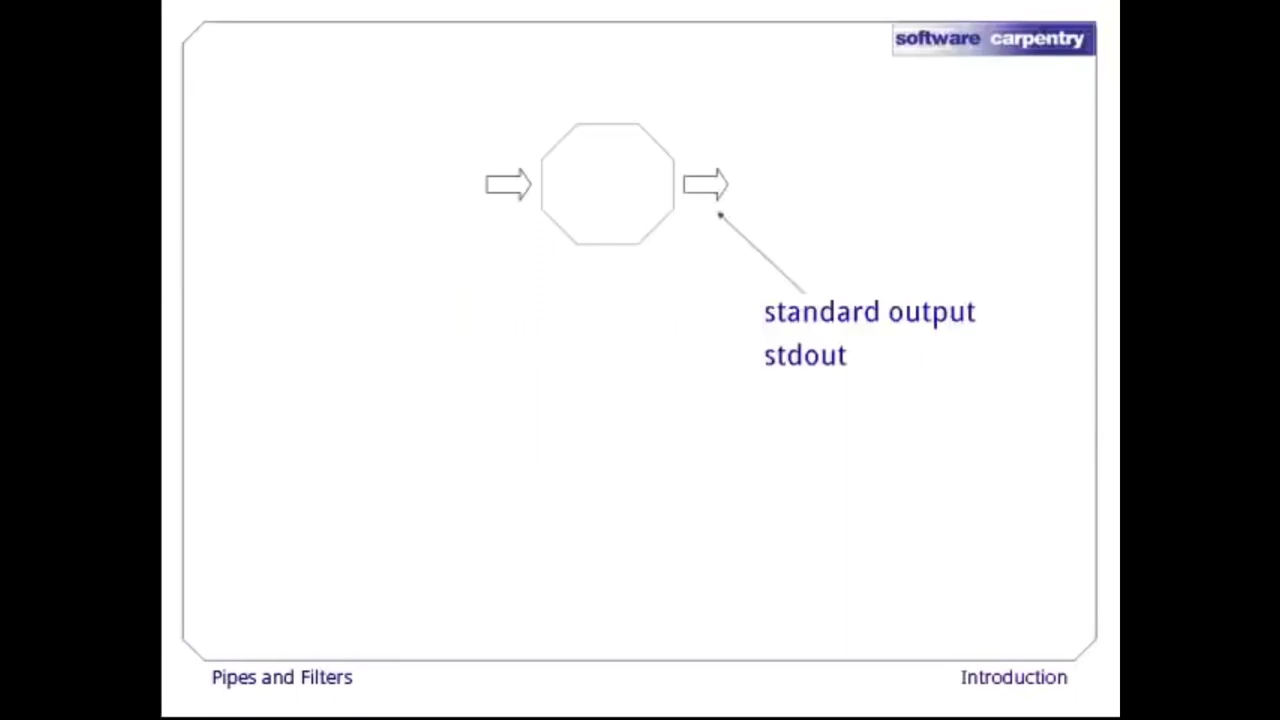 software carpentry
standard output
stdout
Pipes and Filters
Introduction